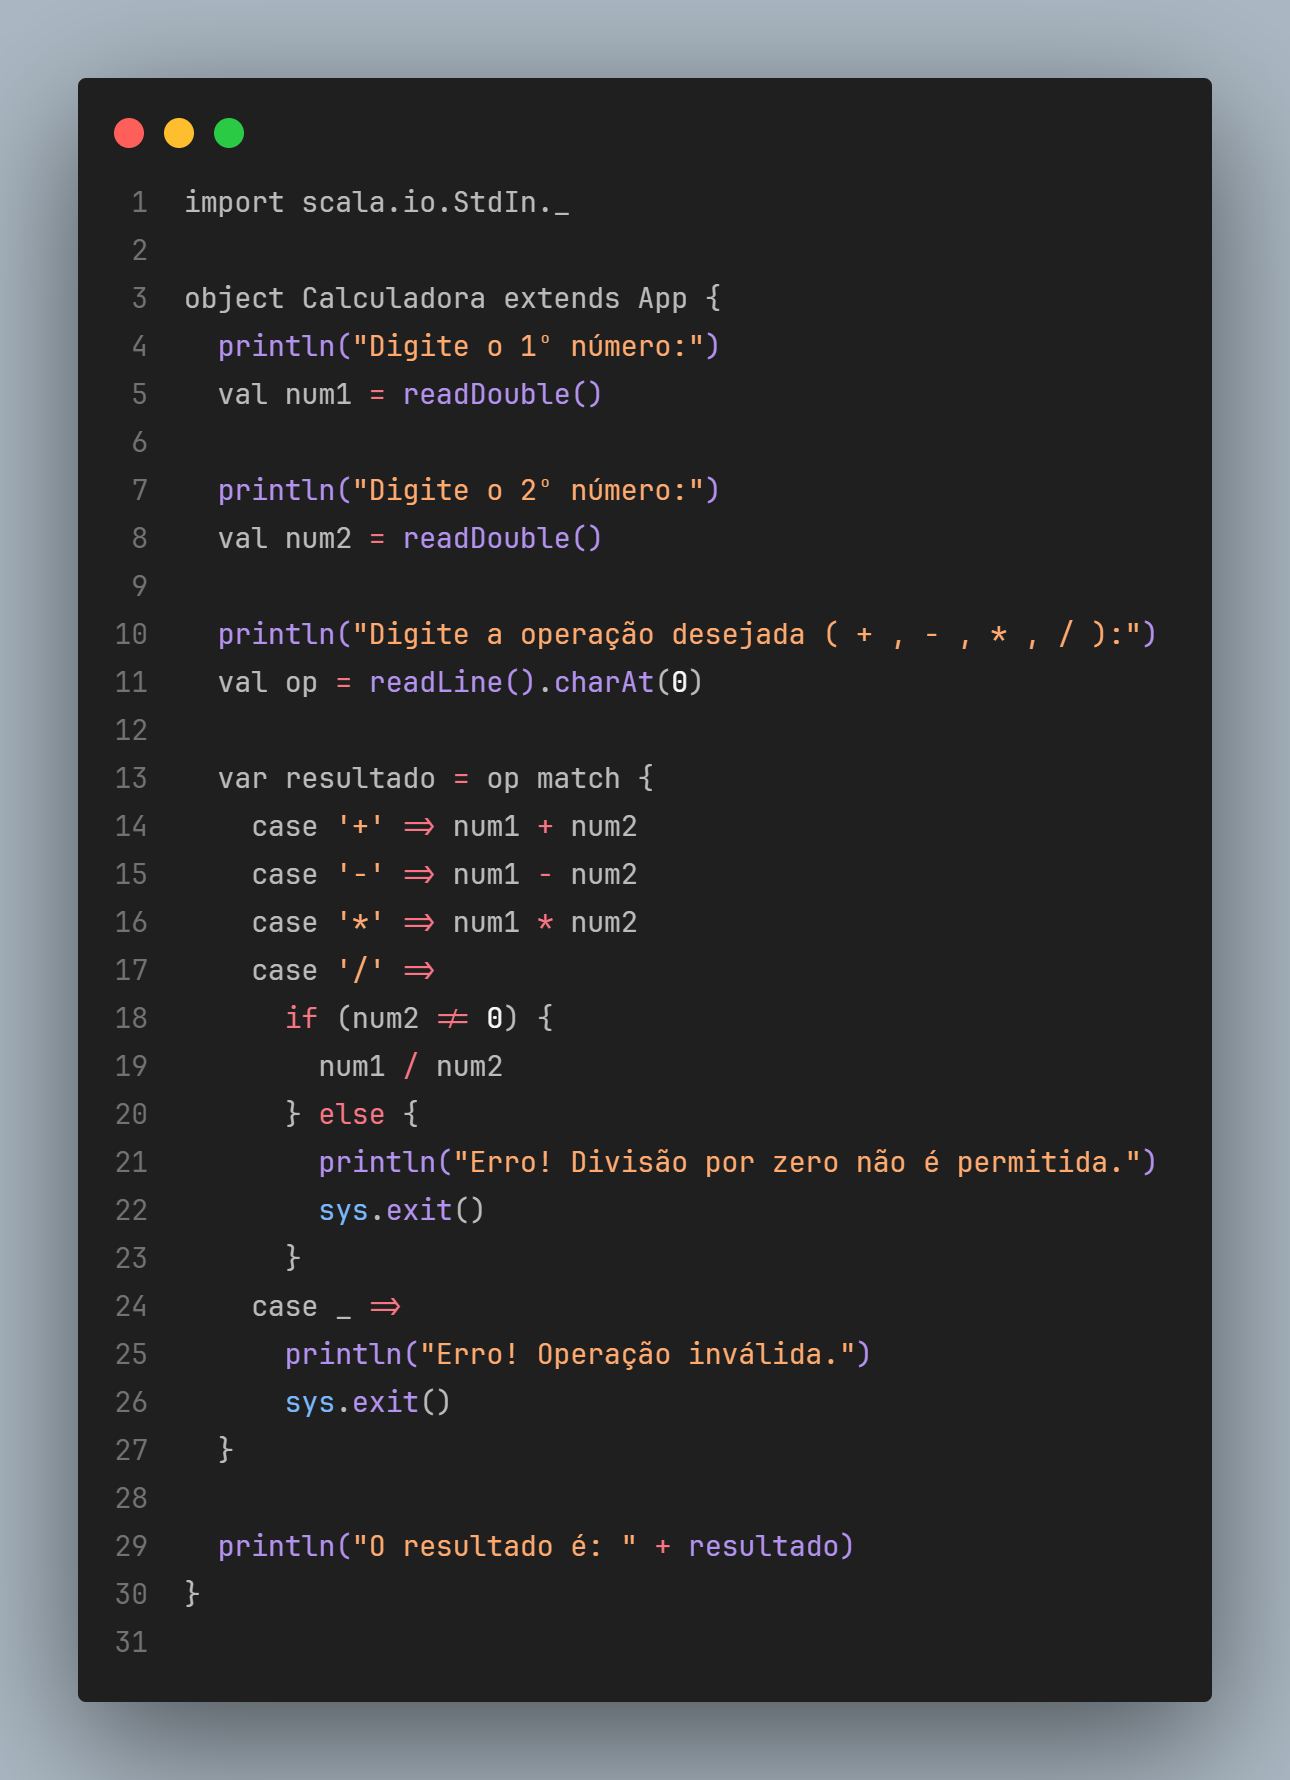 1 import scala.io.StdIn._
2
3 object Calculadora extends App {
4   println("Digite o 1º número:")
5   val num1 = readDouble()
6
7   println("Digite o 2º número:")
8   val num2 = readDouble()
9
10   println("Digite a operação desejada ( + , - , * , / ):")
11   val op = readLine().charAt(0)
12
13   var resultado = op match {
14     case '+' => num1 + num2
15     case '-' => num1 - num2
16     case '*' => num1 * num2
17     case '/' =>
18       if (num2 != 0) {
19         num1 / num2
20       } else {
21         println("Erro! Divisão por zero não é permitida.")
22         sys.exit()
23       }
24     case _ =>
25       println("Erro! Operação inválida.")
26       sys.exit()
27   }
28
29   println("O resultado é: " + resultado)
30 }
31